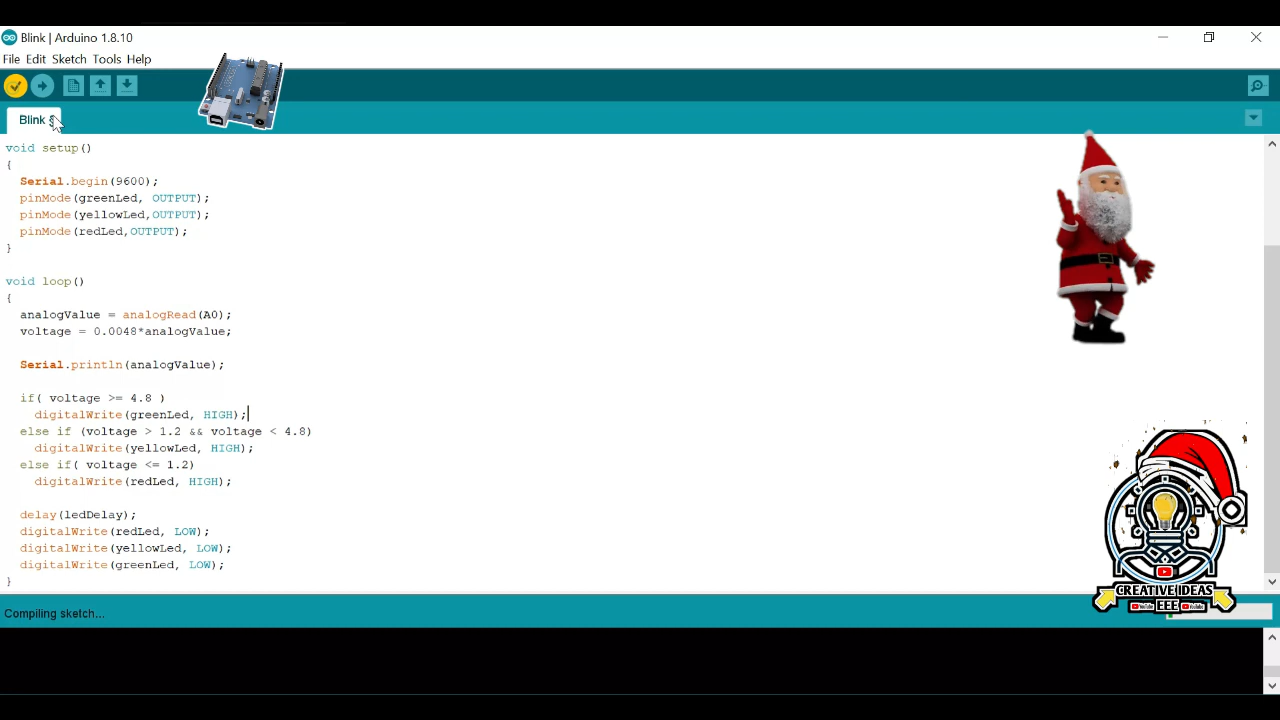 Blink | Arduino 1.8.10
File Edit Sketch Tools Help
Blink
void setup()
{
  Serial.begin(9600);
  pinMode(greenLed, OUTPUT);
  pinMode(yellowLed,OUTPUT);
  pinMode(redLed,OUTPUT);
}
void loop()
{
  analogValue = analogRead(A0);
  voltage = 0.0048*analogValue;
  Serial.println(analogValue);
  if( voltage >= 4.8 )
    digitalWrite(greenLed, HIGH);
  else if (voltage > 1.2 && voltage < 4.8)
    digitalWrite(yellowLed, HIGH);
  else if( voltage <= 1.2)
    digitalWrite(redLed, HIGH);
  delay(ledDelay);
  digitalWrite(redLed, LOW);
  digitalWrite(yellowLed, LOW);
  digitalWrite(greenLed, LOW);
}
CREATIVE IDEAS
YouTube EEE YouTube
Compiling sketch...